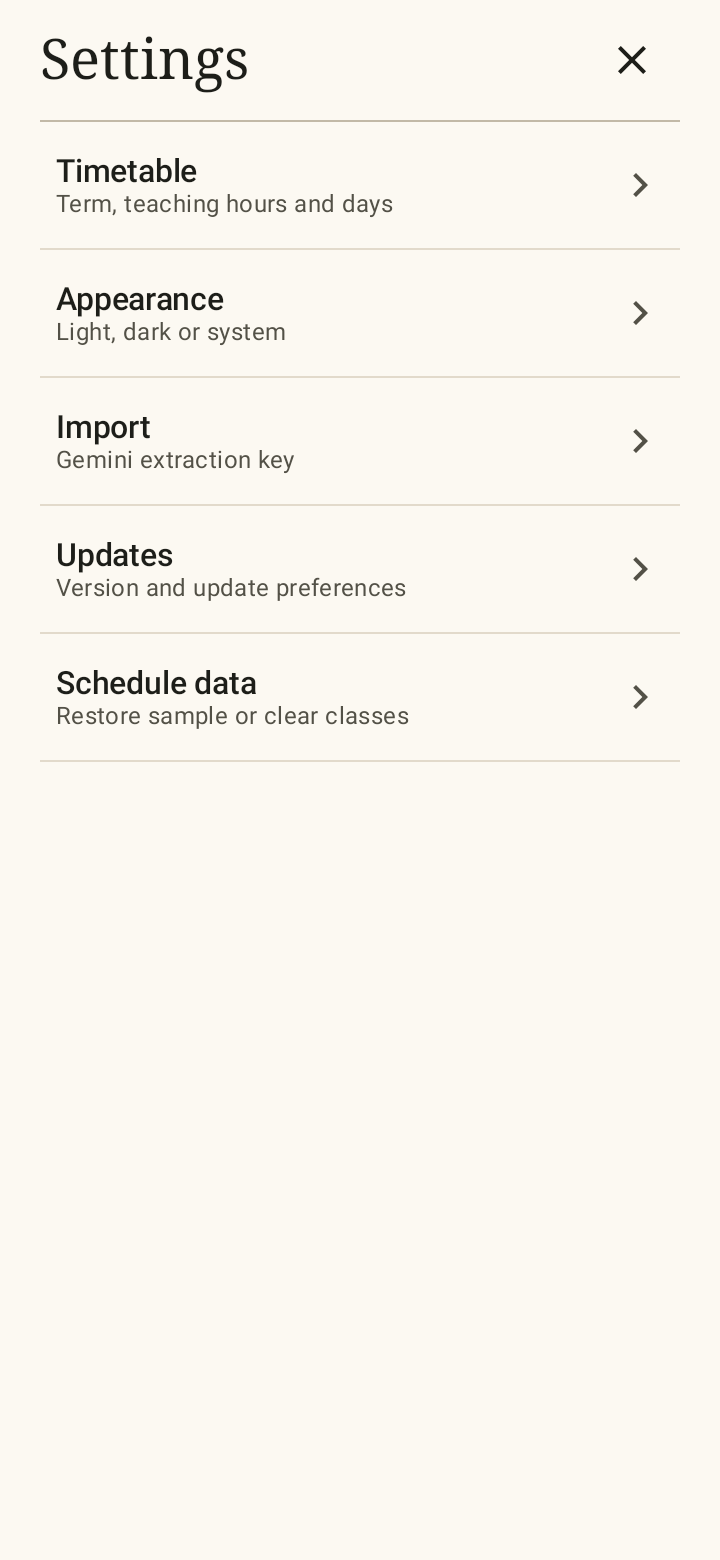 Settings
Timetable
Term, teaching hours and days
Appearance
Light, dark or system
Import
Gemini extraction key
Updates
Version and update preferences
Schedule data
Restore sample or clear classes